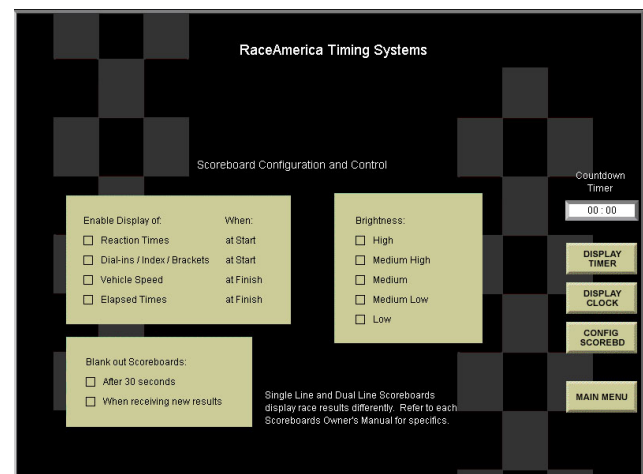 RaceAmerica Timing Systems
Scoreboard Configuration and Control
Countdown
Timer
00 : 00
Enable Display of: When:
Reaction Times at Start
Dial-ins / Index / Brackets at Start
Vehicle Speed at Finish
Elapsed Times at Finish
Brightness:
High
Medium High
Medium
Medium Low
Low
DISPLAY
TIMER
DISPLAY
CLOCK
CONFIG
SCOREBD
MAIN MENU
Blank out Scoreboards:
After 30 seconds
When receiving new results
Single Line and Dual Line Scoreboards
display race results differently. Refer to each
Scoreboards Owner's Manual for specifics.